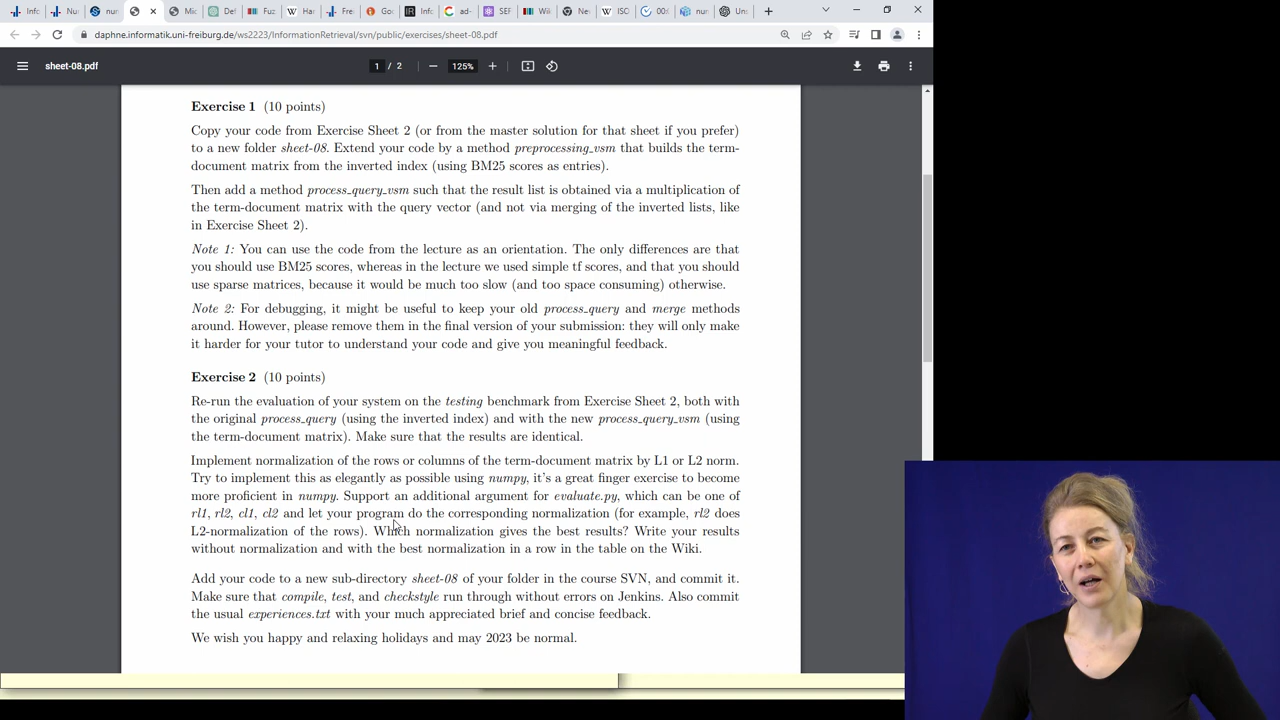 Info
Nu
nur
Mic
Def
Fuz
Hai
Frei
Goo
Info
ad-
SEF
Wik
Nev
ISO
00:
nur
Un
daphne.informatik.uni-freiburg.de/ws2223/InformationRetrieval/svn/public/exercises/sheet-08.pdf
sheet-08.pdf
1 / 2
125%
Exercise 1 (10 points)
Copy your code from Exercise Sheet 2 (or from the master solution for that sheet if you prefer)
to a new folder sheet-08. Extend your code by a method preprocessing_vsm that builds the term-
document matrix from the inverted index (using BM25 scores as entries).
Then add a method process_query_vsm such that the result list is obtained via a multiplication of
the term-document matrix with the query vector (and not via merging of the inverted lists, like
in Exercise Sheet 2).
Note 1: You can use the code from the lecture as an orientation. The only differences are that
you should use BM25 scores, whereas in the lecture we used simple tf scores, and that you should
use sparse matrices, because it would be much too slow (and too space consuming) otherwise.
Note 2: For debugging, it might be useful to keep your old process_query and merge methods
around. However, please remove them in the final version of your submission: they will only make
it harder for your tutor to understand your code and give you meaningful feedback.
Exercise 2 (10 points)
Re-run the evaluation of your system on the testing benchmark from Exercise Sheet 2, both with
the original process_query (using the inverted index) and with the new process_query_vsm (using
the term-document matrix). Make sure that the results are identical.
Implement normalization of the rows or columns of the term-document matrix by L1 or L2 norm.
Try to implement this as elegantly as possible using numpy, it's a great finger exercise to become
more proficient in numpy. Support an additional argument for evaluate.py, which can be one of
rl1, rl2, cl1, cl2 and let your program do the corresponding normalization (for example, rl2 does
L2-normalization of the rows). Which normalization gives the best results? Write your results
without normalization and with the best normalization in a row in the table on the Wiki.
Add your code to a new sub-directory sheet-08 of your folder in the course SVN, and commit it.
Make sure that compile, test, and checkstyle run through without errors on Jenkins. Also commit
the usual experiences.txt with your much appreciated brief and concise feedback.
We wish you happy and relaxing holidays and may 2023 be normal.